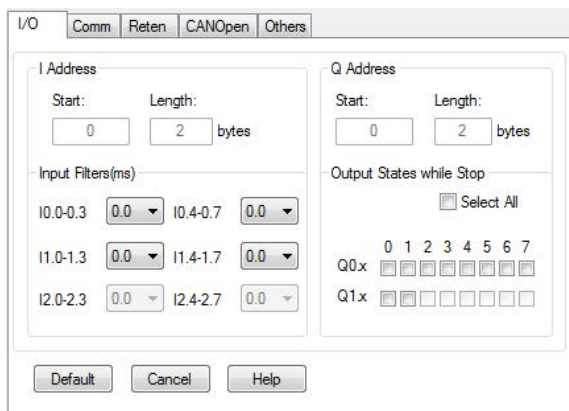 I/O Comm Reten CANOpen Others
I Address
Start: Length:
0 2 bytes
Input Filters(ms)
I0.0-0.3 0.0 I0.4-0.7 0.0
I1.0-1.3 0.0 I1.4-1.7 0.0
I2.0-2.3 0.0 I2.4-2.7 0.0
Q Address
Start: Length:
0 2 bytes
Output States while Stop
Select All
0 1 2 3 4 5 6 7
Q0.x
Q1.x
Default Cancel Help